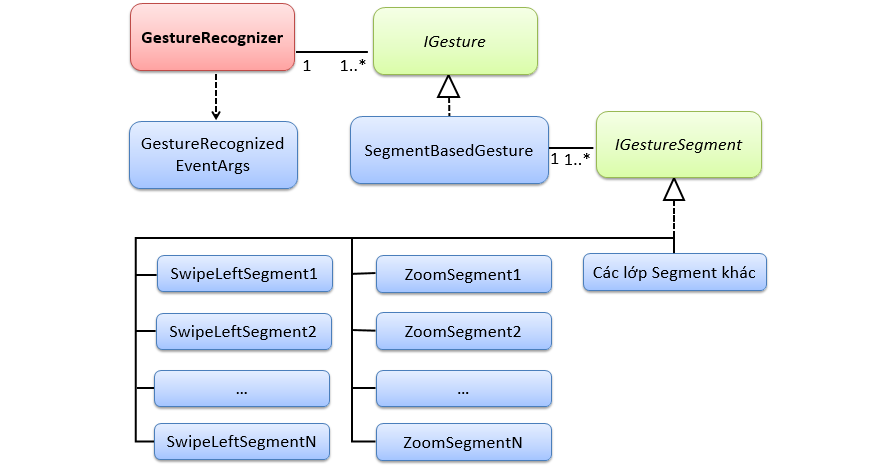 GestureRecognizer
IGesture
1
1..*
GestureRecognized
EventArgs
SegmentBasedGesture
1
1..*
IGestureSegment
SwipeLeftSegment1
ZoomSegment1
Các lớp Segment khác
SwipeLeftSegment2
ZoomSegment2
...
...
SwipeLeftSegmentN
ZoomSegmentN